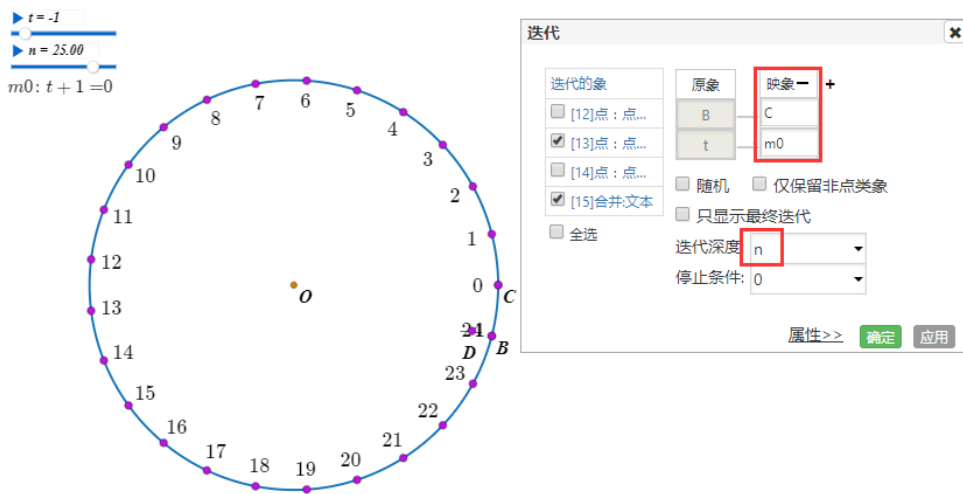 t = -1
n = 25.00
m0: t + 1 =0
迭代
迭代的象
[12]点：点...
[13]点：点...
[14]点：点...
[15]合并:文本
全选
原象
映象
B
C
t
m0
随机
仅保留非点类象
只显示最终迭代
迭代深度:
n
停止条件:
0
属性>>
确定
应用
6
7
5
8
4
9
3
10
2
11
1
12
0
C
O
13
D
B
14
23
15
22
16
21
17
20
18
19